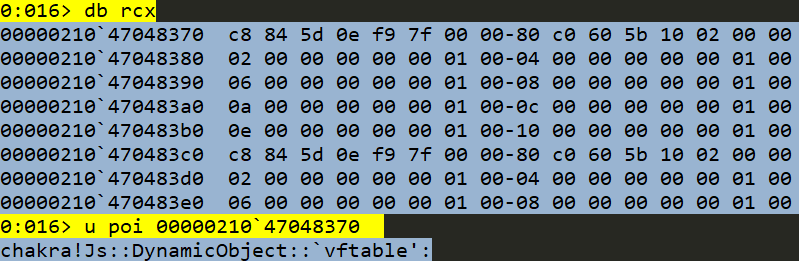 0:016> db rcx
00000210`47048370  c8 84 5d 0e f9 7f 00 00-80 c0 60 5b 10 02 00 00
00000210`47048380  02 00 00 00 00 00 01 00-04 00 00 00 00 00 01 00
00000210`47048390  06 00 00 00 00 00 01 00-08 00 00 00 00 00 01 00
00000210`470483a0  0a 00 00 00 00 00 01 00-0c 00 00 00 00 00 01 00
00000210`470483b0  0e 00 00 00 00 00 01 00-10 00 00 00 00 00 01 00
00000210`470483c0  c8 84 5d 0e f9 7f 00 00-80 c0 60 5b 10 02 00 00
00000210`470483d0  02 00 00 00 00 00 01 00-04 00 00 00 00 00 01 00
00000210`470483e0  06 00 00 00 00 00 01 00-08 00 00 00 00 00 01 00
0:016> u poi 00000210`47048370
chakra!Js::DynamicObject::`vftable':